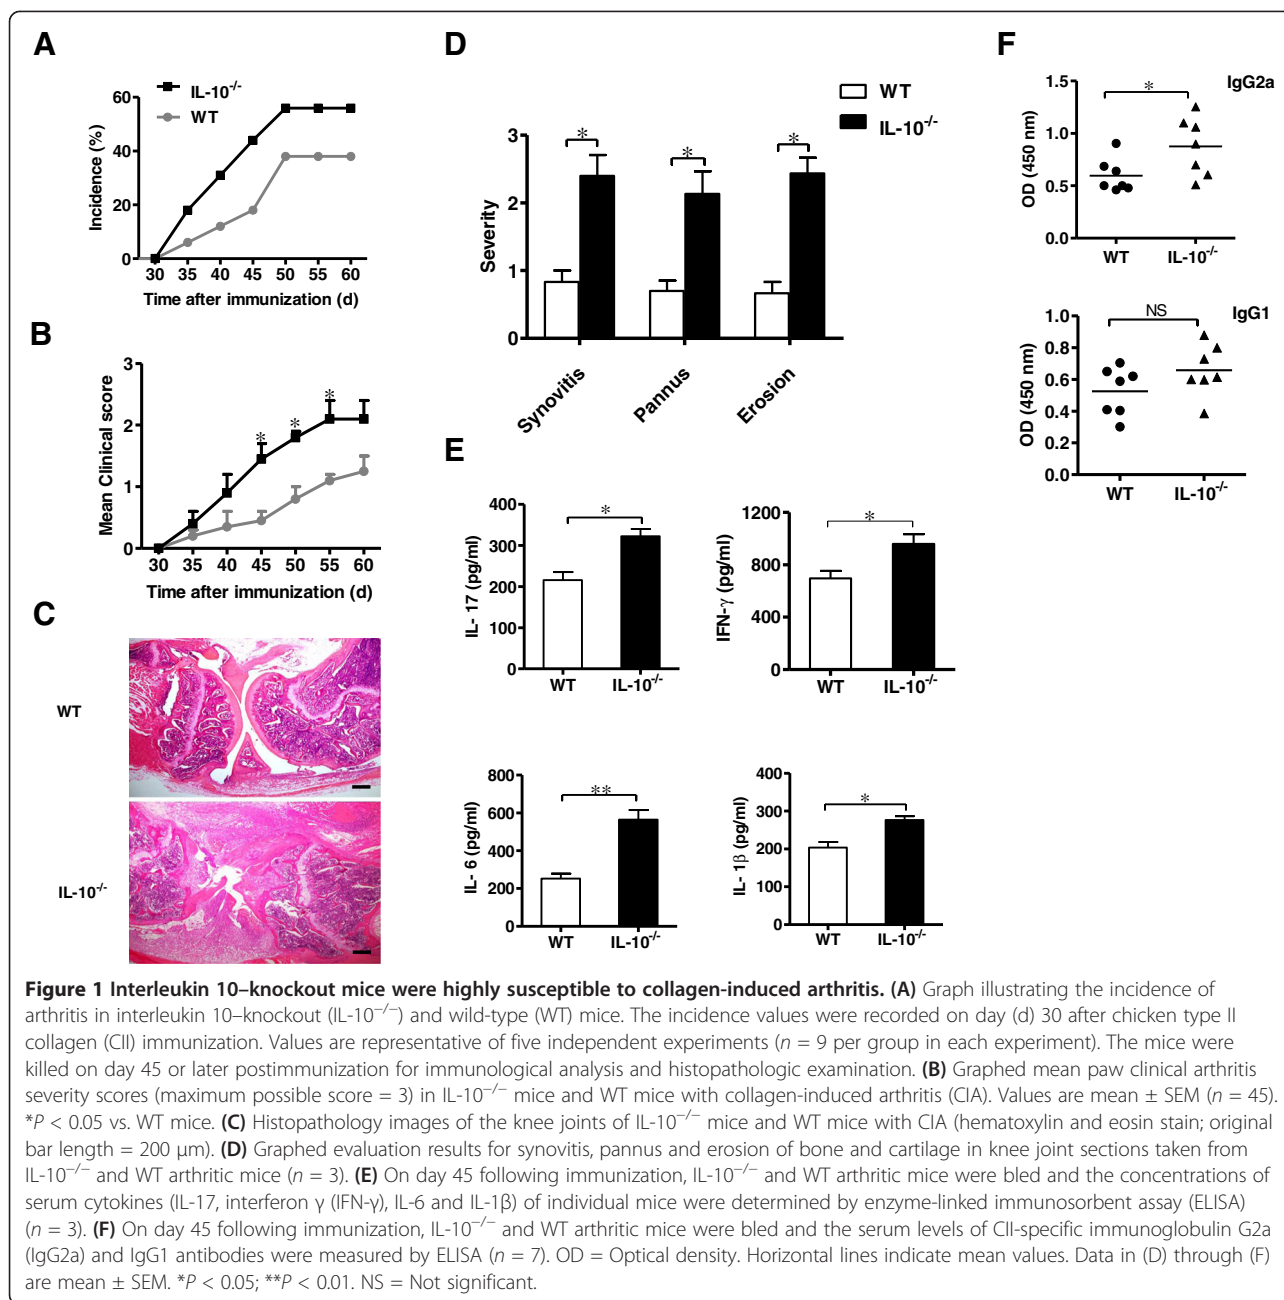 A
IL-10-/-
WT
60
40
20
0
Incidence (%)
30 35 40 45 50 55 60
Time after immunization (d)
B
3
2
1
0
Mean Clinical score
* * *
30 35 40 45 50 55 60
Time after immunization (d)
C
WT
IL-10-/-
D
WT
IL-10-/-
3
2
1
0
Severity
* * *
Synovitis Pannus Erosion
E
400
300
200
100
0
IL- 17 (pg/ml)
*
WT IL-10-/-
1200
800
400
0
IFN-γ (pg/ml)
*
WT IL-10-/-
800
600
400
200
0
IL- 6 (pg/ml)
**
WT IL-10-/-
400
300
200
100
0
IL- 1β (pg/ml)
*
WT IL-10-/-
F
IgG2a
1.5
1.0
0.5
0.0
OD (450 nm)
*
WT IL-10-/-
IgG1
1.0
0.8
0.6
0.4
0.2
0.0
OD (450 nm)
NS
WT IL-10-/-
Figure 1 Interleukin 10–knockout mice were highly susceptible to collagen-induced arthritis. (A) Graph illustrating the incidence of
arthritis in interleukin 10–knockout (IL-10−/−) and wild-type (WT) mice. The incidence values were recorded on day (d) 30 after chicken type II
collagen (CII) immunization. Values are representative of five independent experiments (n = 9 per group in each experiment). The mice were
killed on day 45 or later postimmunization for immunological analysis and histopathologic examination. (B) Graphed mean paw clinical arthritis
severity scores (maximum possible score = 3) in IL-10−/− mice and WT mice with collagen-induced arthritis (CIA). Values are mean ± SEM (n = 45).
*P < 0.05 vs. WT mice. (C) Histopathology images of the knee joints of IL-10−/− mice and WT mice with CIA (hematoxylin and eosin stain; original
bar length = 200 μm). (D) Graphed evaluation results for synovitis, pannus and erosion of bone and cartilage in knee joint sections taken from
IL-10−/− and WT arthritic mice (n = 3). (E) On day 45 following immunization, IL-10−/− and WT arthritic mice were bled and the concentrations of
serum cytokines (IL-17, interferon γ (IFN-γ), IL-6 and IL-1β) of individual mice were determined by enzyme-linked immunosorbent assay (ELISA)
(n = 3). (F) On day 45 following immunization, IL-10−/− and WT arthritic mice were bled and the serum levels of CII-specific immunoglobulin G2a
(IgG2a) and IgG1 antibodies were measured by ELISA (n = 7). OD = Optical density. Horizontal lines indicate mean values. Data in (D) through (F)
are mean ± SEM. *P < 0.05; **P < 0.01. NS = Not significant.